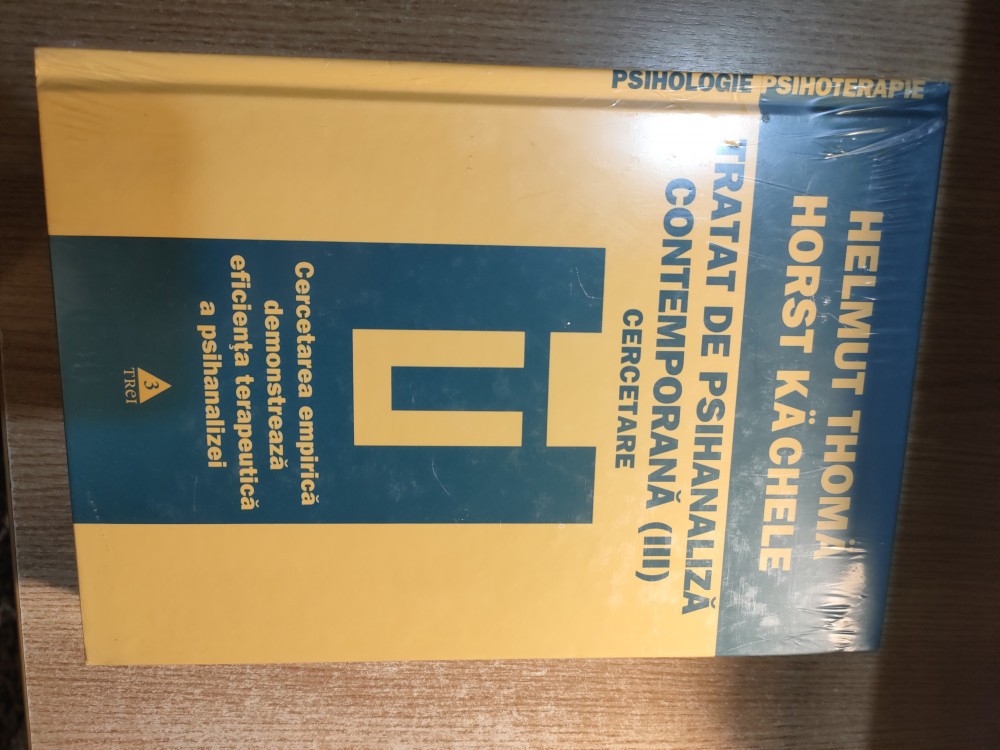 PSIHOLOGIE PSIHOTERAPIE
HELMUT THOMÄ
HORST KÄCHELE
TRATAT DE PSIHANALIZĂ
CONTEMPORANĂ (III)
CERCETARE
Cercetarea empirică
demonstrează
eficiența terapeutică
a psihanalizei
3
TREI